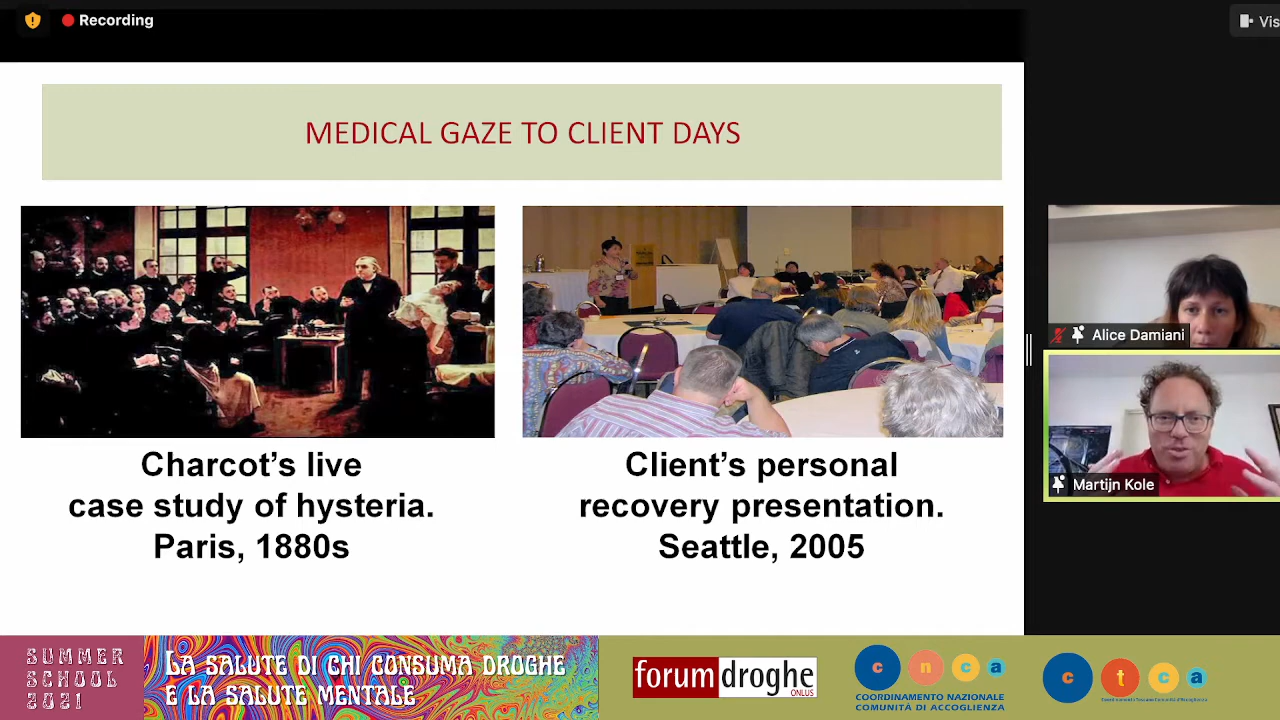 Recording
Vis
MEDICAL GAZE TO CLIENT DAYS
Charcot’s live
case study of hysteria.
Paris, 1880s
Client’s personal
recovery presentation.
Seattle, 2005
Alice Damiani
Martijn Kole
SUMMER
SCHOOL
2021
LA SALUTE DI CHI CONSUMA DROGHE
E LA SALUTE MENTALE
forumdroghe
ONLUS
c n c a
COORDINAMENTO NAZIONALE
COMUNITÀ DI ACCOGLIENZA
c t c a